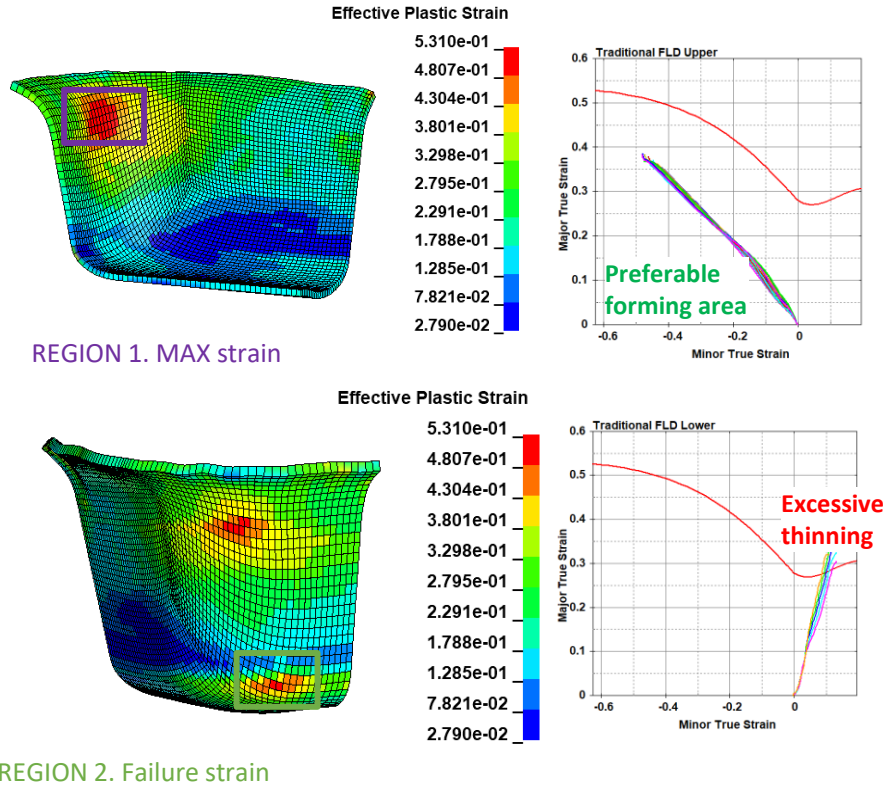 Effective Plastic Strain
5.310e-01
4.807e-01
4.304e-01
3.801e-01
3.298e-01
2.795e-01
2.291e-01
1.788e-01
1.285e-01
7.821e-02
2.790e-02
REGION 1. MAX strain
Traditional FLD Upper
0.6
0.5
0.4
0.3
0.2
0.1
0
Major True Strain
Preferable
forming area
-0.6
-0.4
-0.2
0
Minor True Strain
Effective Plastic Strain
5.310e-01
4.807e-01
4.304e-01
3.801e-01
3.298e-01
2.795e-01
2.291e-01
1.788e-01
1.285e-01
7.821e-02
2.790e-02
REGION 2. Failure strain
Traditional FLD Lower
0.6
0.5
0.4
0.3
0.2
0.1
0
Major True Strain
Excessive
thinning
-0.6
-0.4
-0.2
0
Minor True Strain